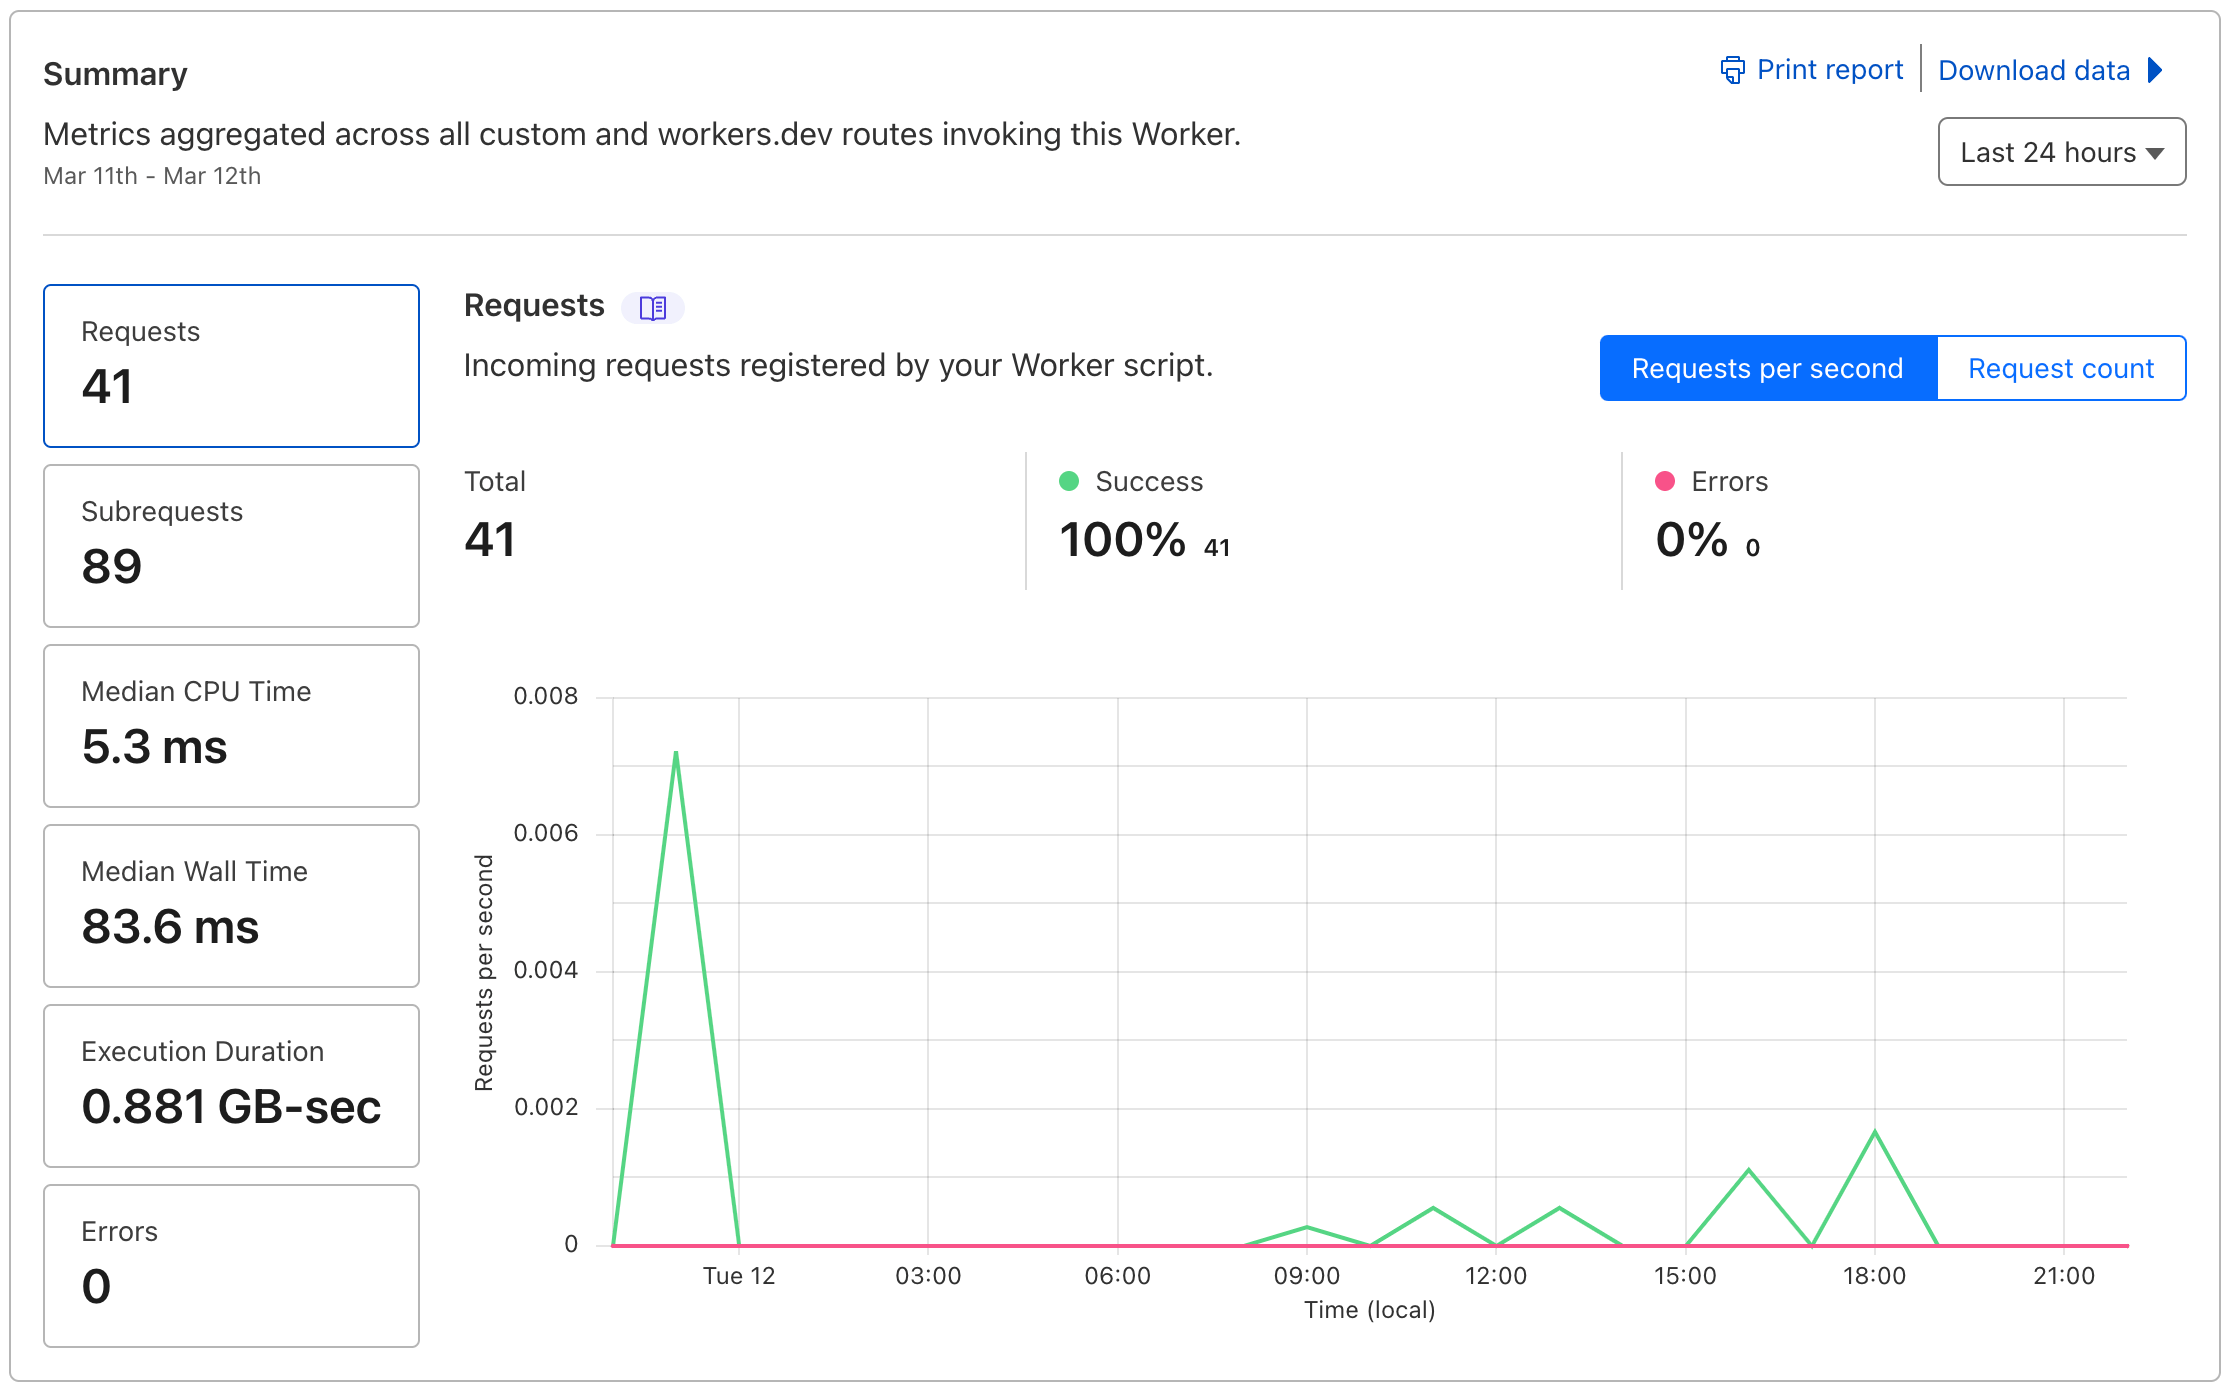 Summary
Print report
Download data
Metrics aggregated across all custom and workers.dev routes invoking this Worker.
Mar 11th - Mar 12th
Last 24 hours
Requests
41
Subrequests
89
Median CPU Time
5.3 ms
Median Wall Time
83.6 ms
Execution Duration
0.881 GB-sec
Errors
0
Requests
Incoming requests registered by your Worker script.
Requests per second
Request count
Total
41
Success
100% 41
Errors
0% 0
Requests per second
0.008
0.006
0.004
0.002
0
Tue 12 03:00 06:00 09:00 12:00 15:00 18:00 21:00
Time (local)